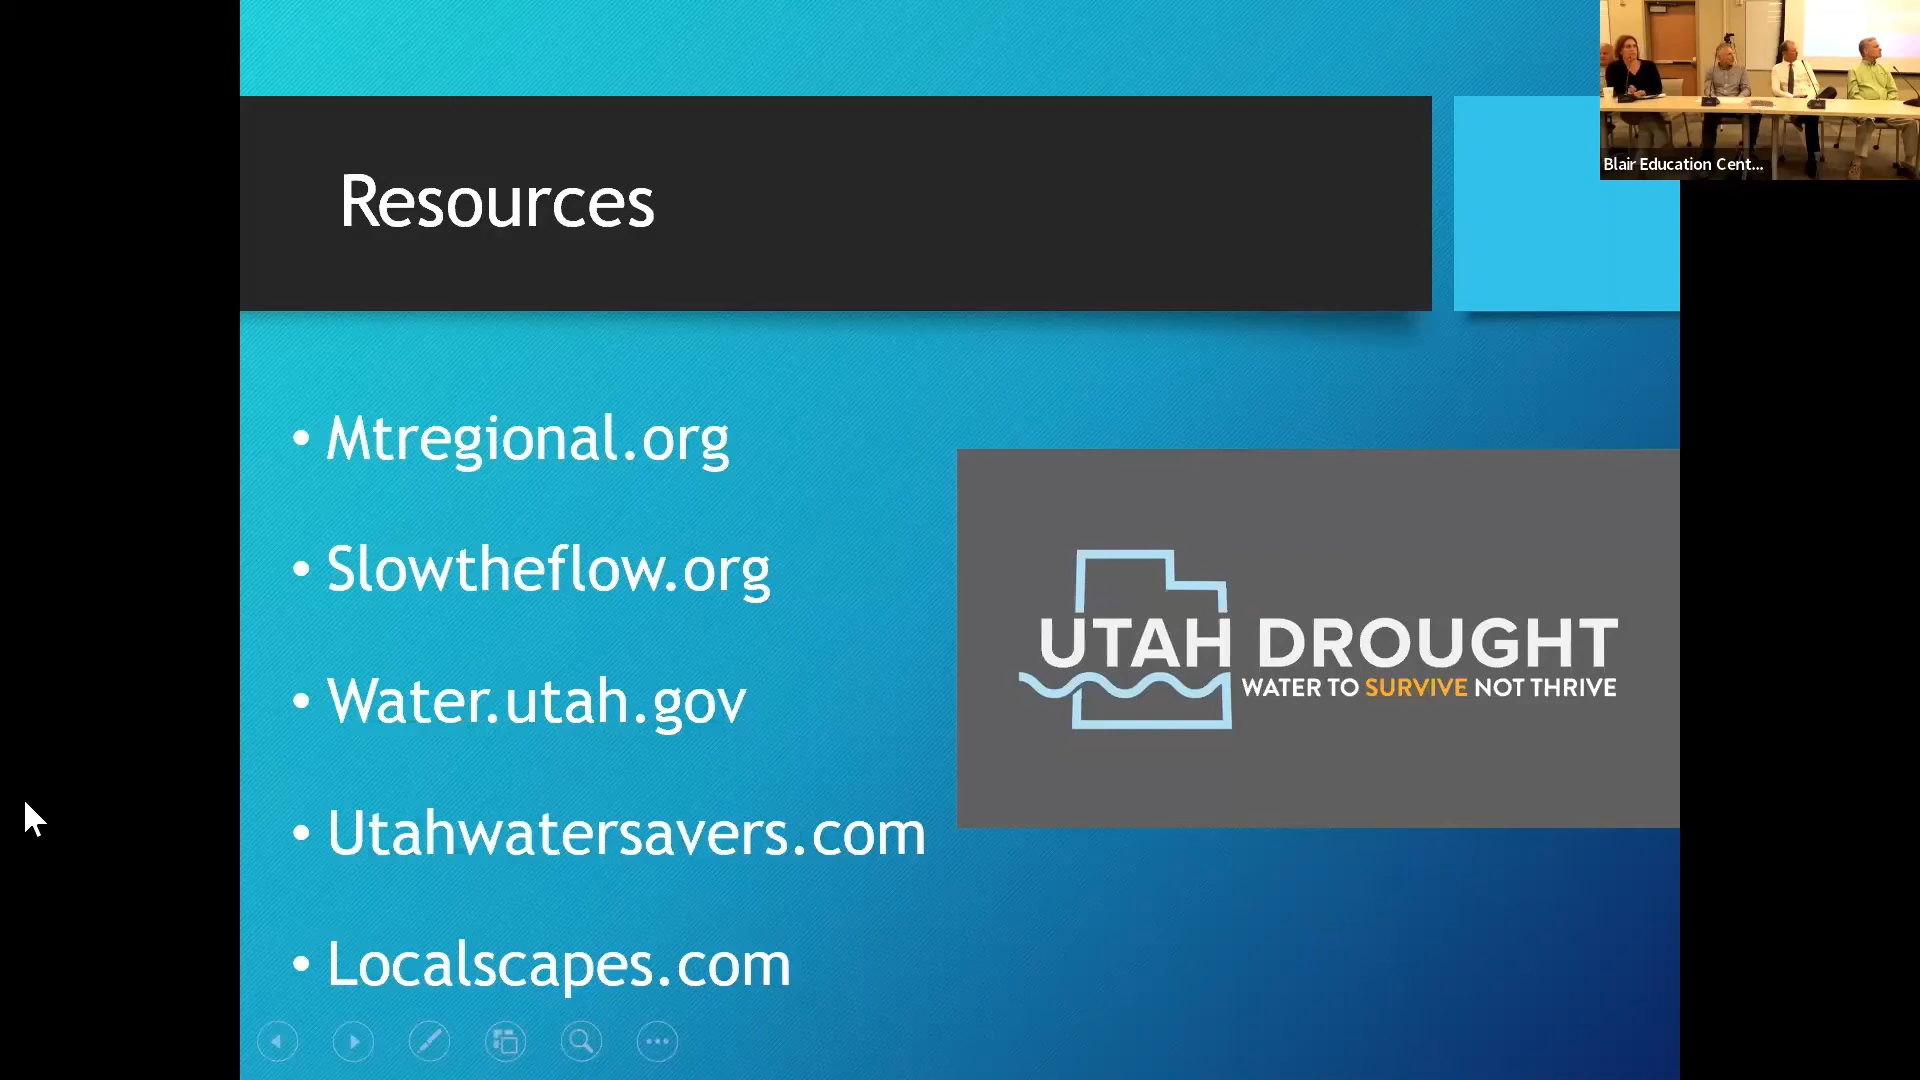 Resources
• Mtregional.org
• Slowtheflow.org
• Water.utah.gov
• Utahwatersavers.com
• Localscapes.com
UTAH DROUGHT
WATER TO SURVIVE NOT THRIVE
Blair Education Cent...